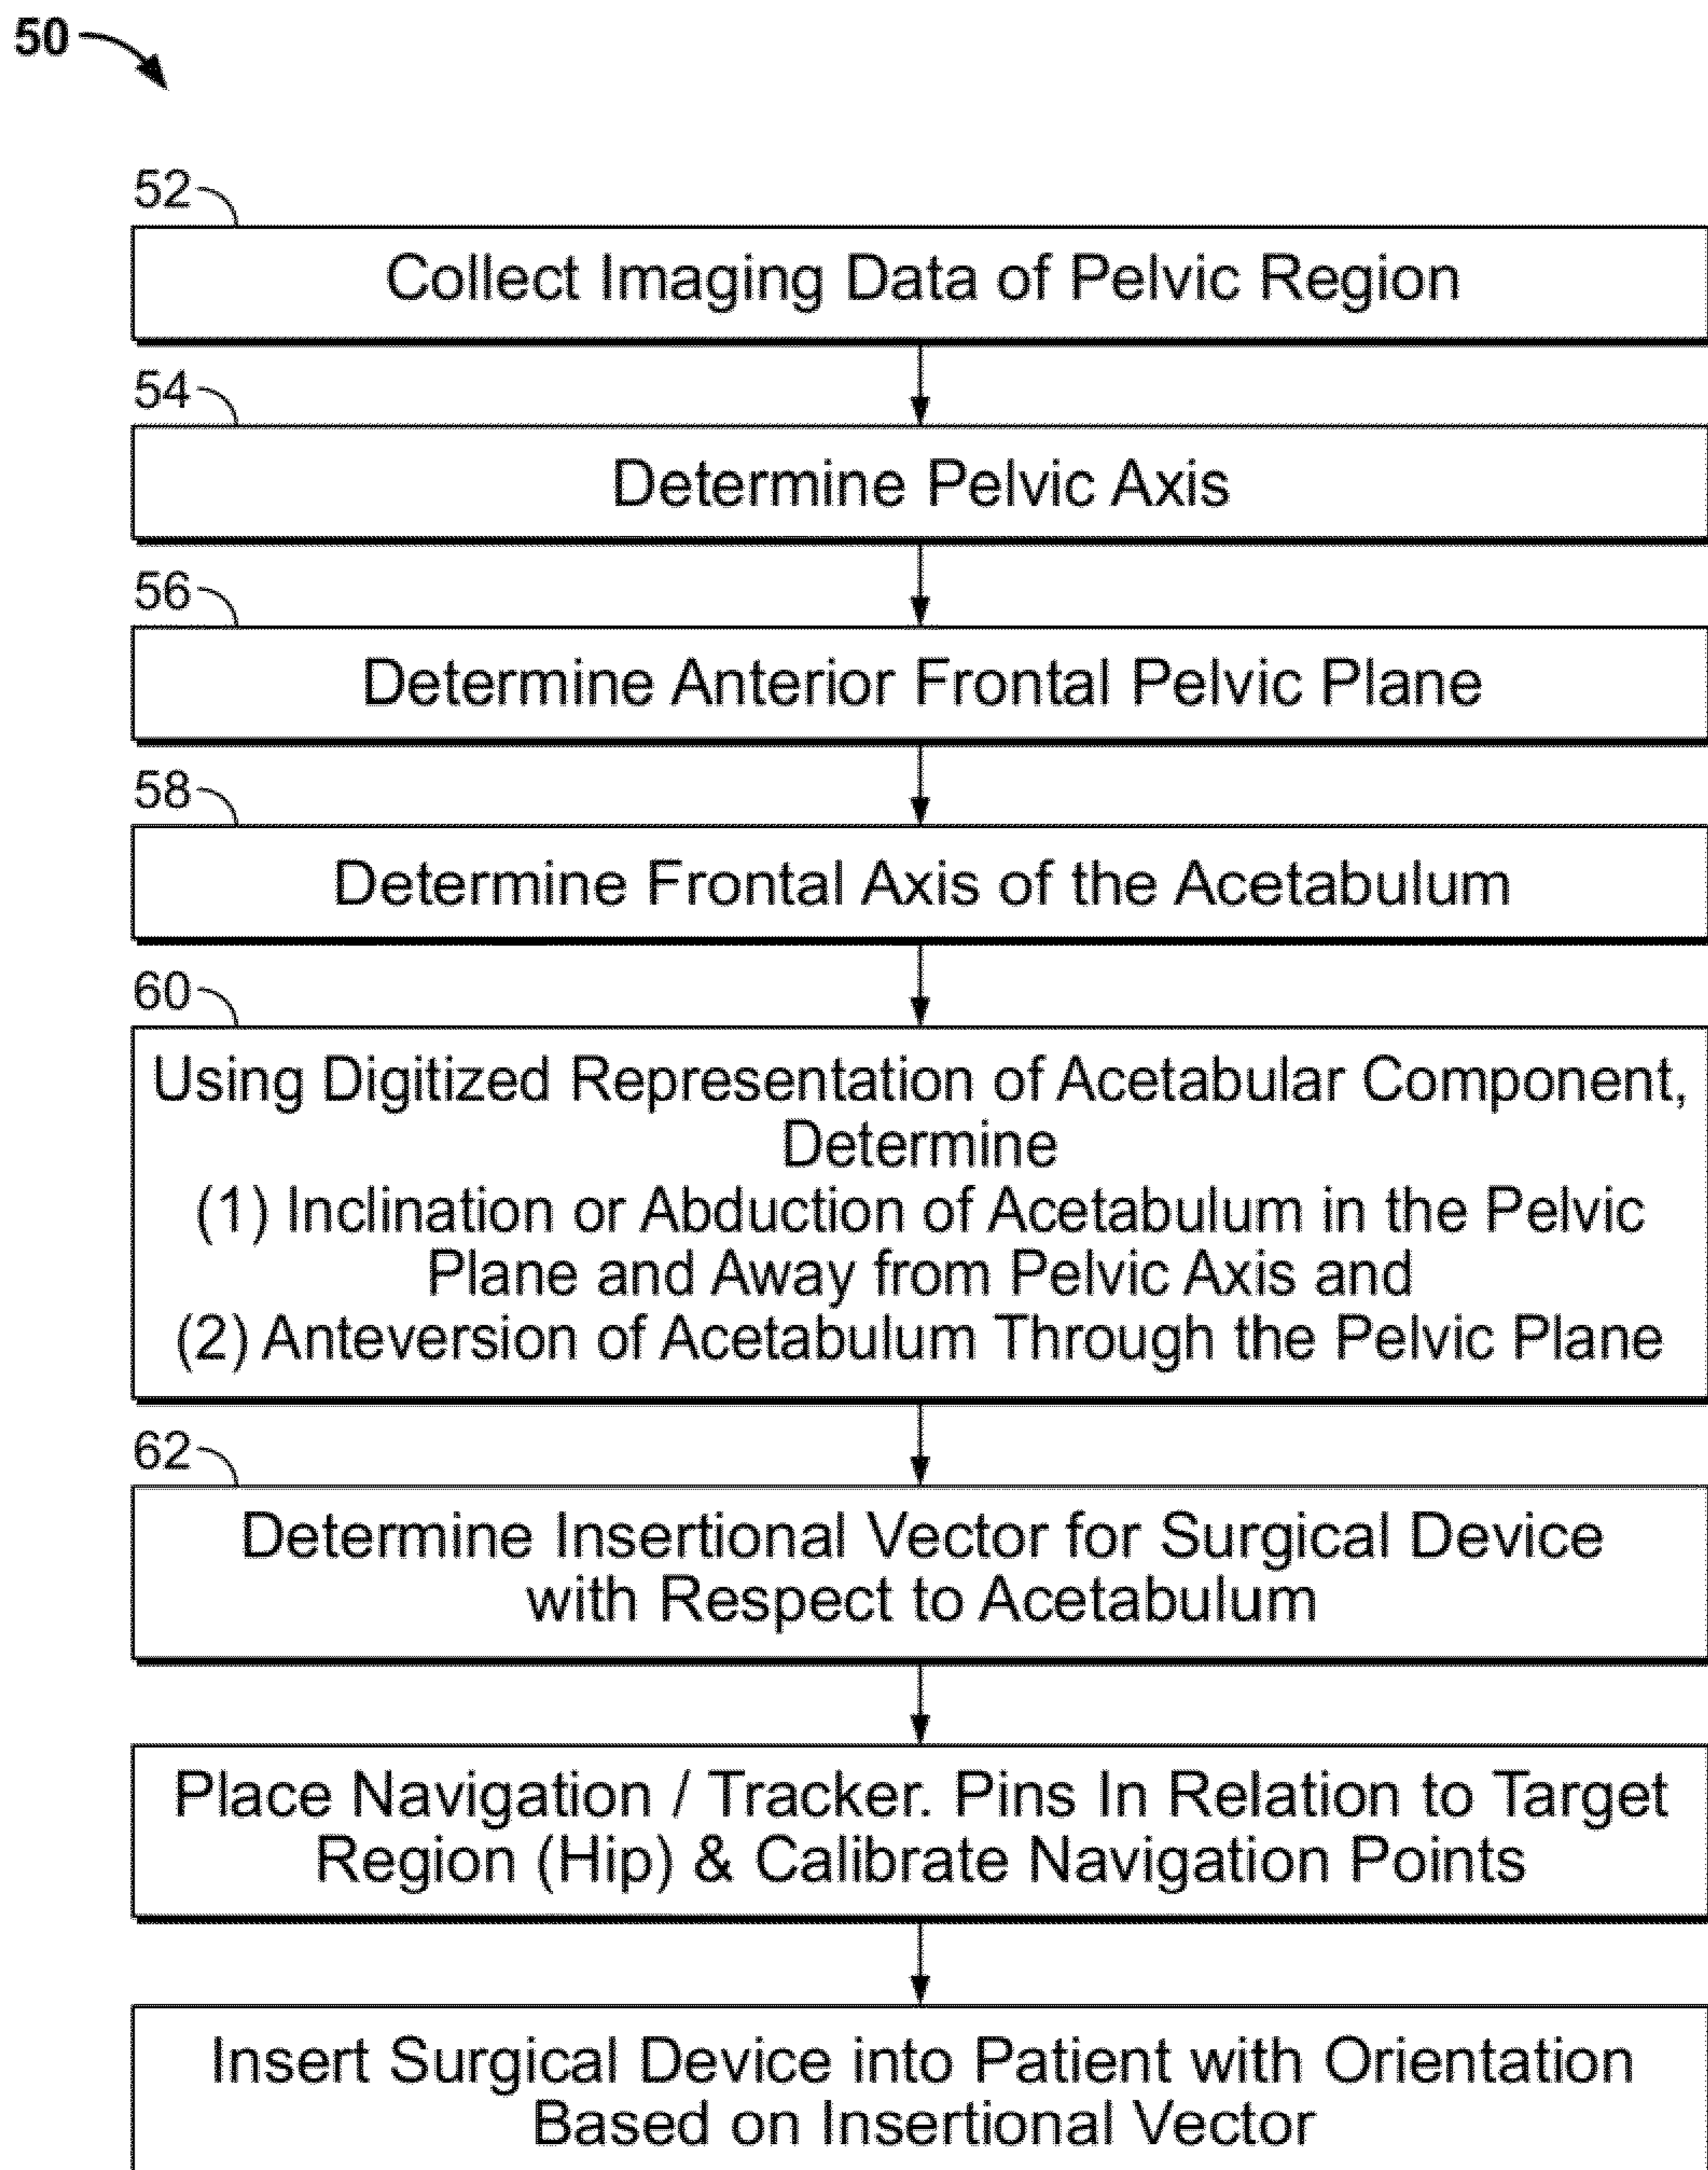 50
52
Collect Imaging Data of Pelvic Region
54
Determine Pelvic Axis
56
Determine Anterior Frontal Pelvic Plane
58
Determine Frontal Axis of the Acetabulum
60
Using Digitized Representation of Acetabular Component,
Determine
(1) Inclination or Abduction of Acetabulum in the Pelvic
Plane and Away from Pelvic Axis and
(2) Anteversion of Acetabulum Through the Pelvic Plane
62
Determine Insertional Vector for Surgical Device
with Respect to Acetabulum
Place Navigation / Tracker. Pins In Relation to Target
Region (Hip) & Calibrate Navigation Points
Insert Surgical Device into Patient with Orientation
Based on Insertional Vector